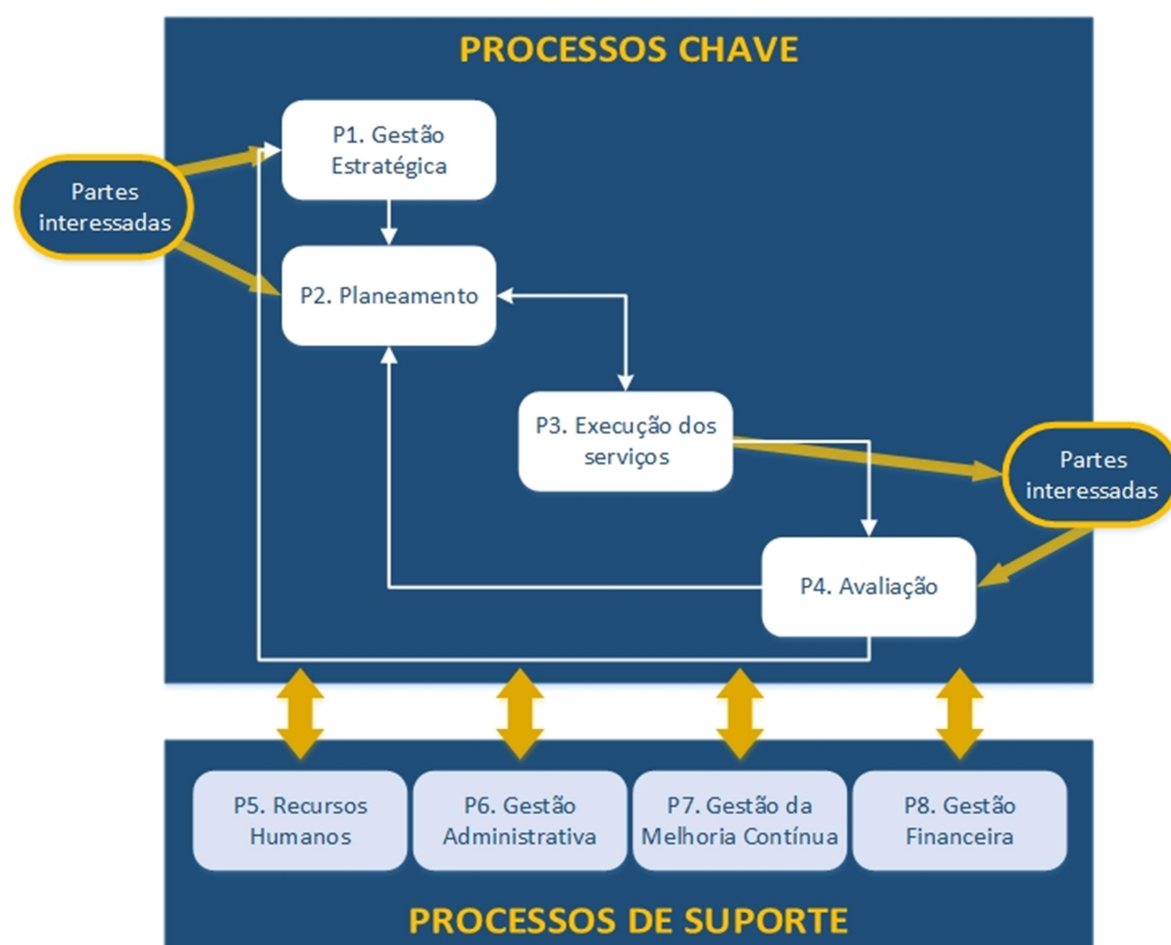 PROCESSOS CHAVE
P1. Gestão
Estratégica
Partes
interessadas
P2. Planeamento
P3. Execução dos
serviços
Partes
interessadas
P4. Avaliação
P5. Recursos
Humanos
P6. Gestão
Administrativa
P7. Gestão da
Melhoria Contínua
P8. Gestão
Financeira
PROCESSOS DE SUPORTE